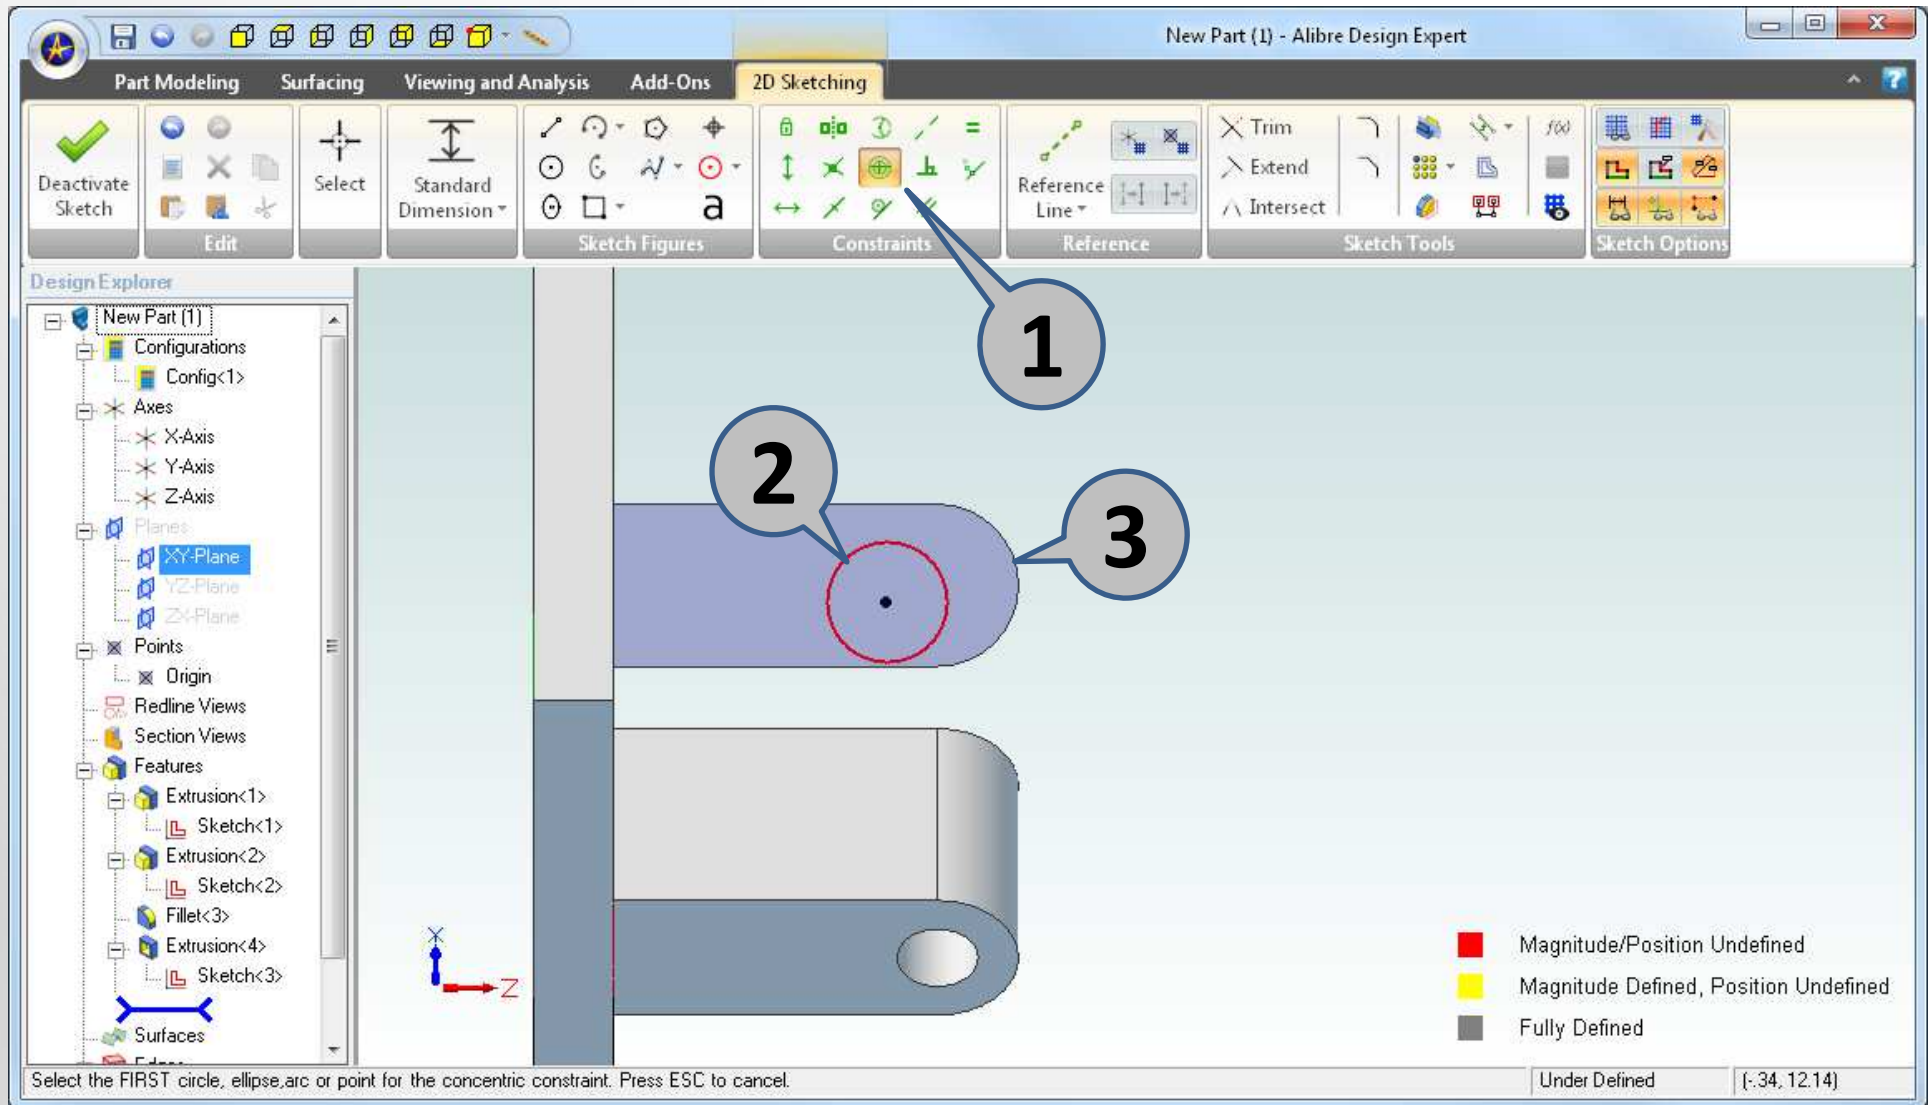 New Part (1) - Alibre Design Expert
Part Modeling Surfacing Viewing and Analysis Add-Ons 2D Sketching
Deactivate Sketch
Edit
Select
Standard Dimension
a
Sketch Figures
Constraints
Reference Line
Reference
Trim
Extend
Intersect
f(x)
Sketch Tools
Sketch Options
Design Explorer
New Part (1)
Configurations
Config<1>
Axes
X-Axis
Y-Axis
Z-Axis
Planes
XY-Plane
YZ-Plane
ZX-Plane
Points
Origin
Redline Views
Section Views
Features
Extrusion<1>
Sketch<1>
Extrusion<2>
Sketch<2>
Fillet<3>
Extrusion<4>
Sketch<3>
Surfaces
1
2
3
X
Z
Magnitude/Position Undefined
Magnitude Defined, Position Undefined
Fully Defined
Select the FIRST circle, ellipse,arc or point for the concentric constraint. Press ESC to cancel.
Under Defined
(-.34, 12.14)